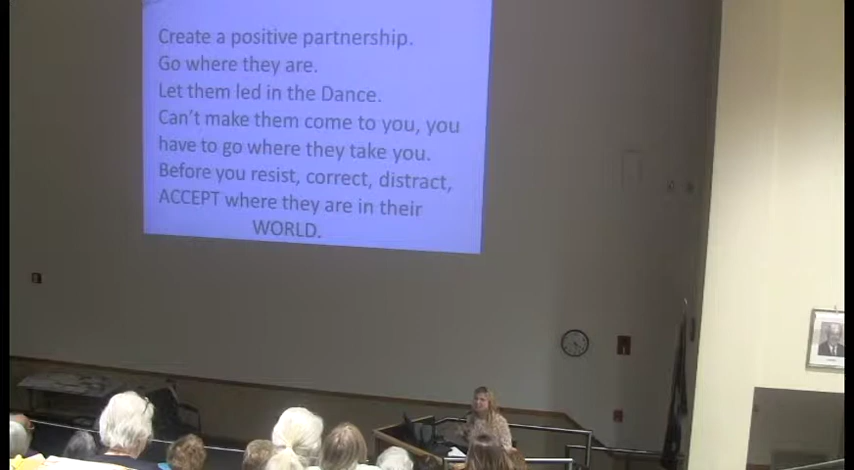 Create a positive partnership.
Go where they are.
Let them led in the Dance.
Can't make them come to you, you
have to go where they take you.
Before you resist, correct, distract,
ACCEPT where they are in their
WORLD.